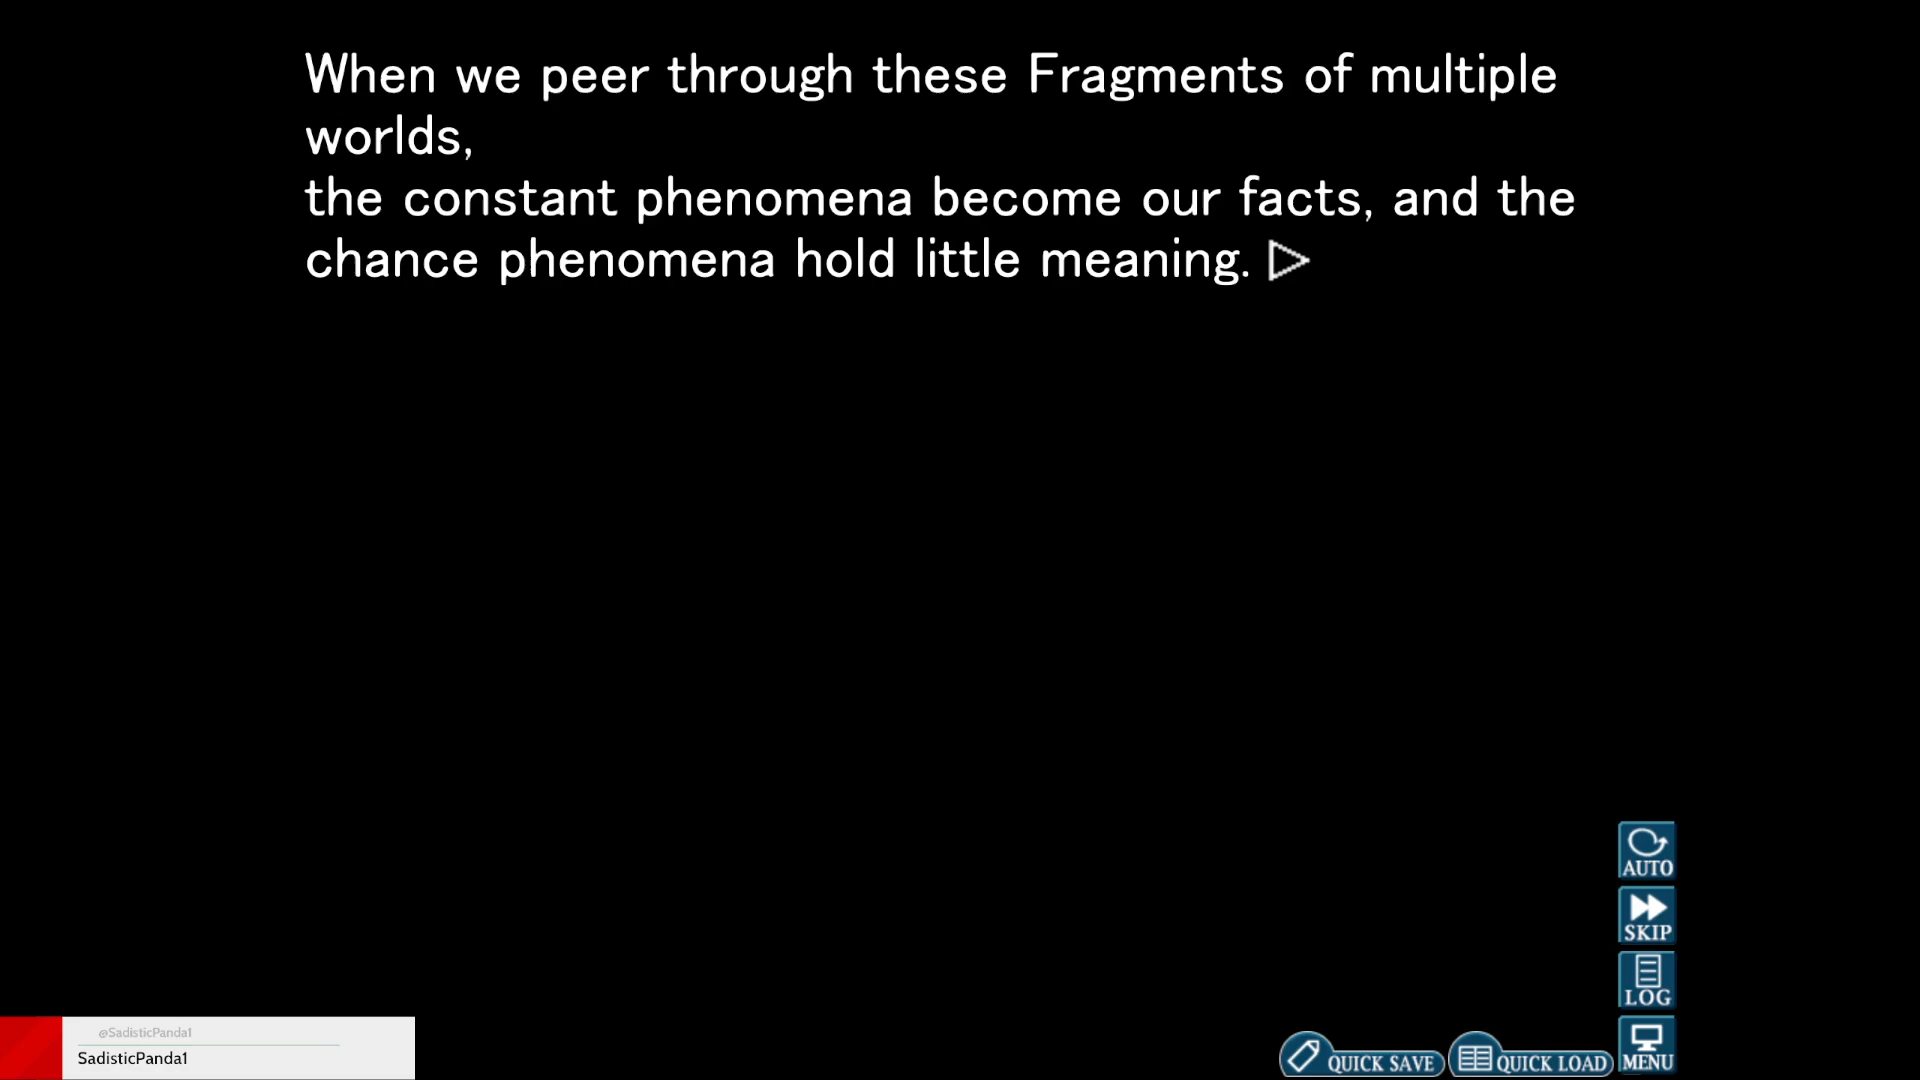 When we peer through these Fragments of multiple
worlds,
the constant phenomena become our facts, and the
chance phenomena hold little meaning.
AUTO
SKIP
LOG
MENU
QUICK SAVE
QUICK LOAD
@SadisticPanda1
SadisticPanda1